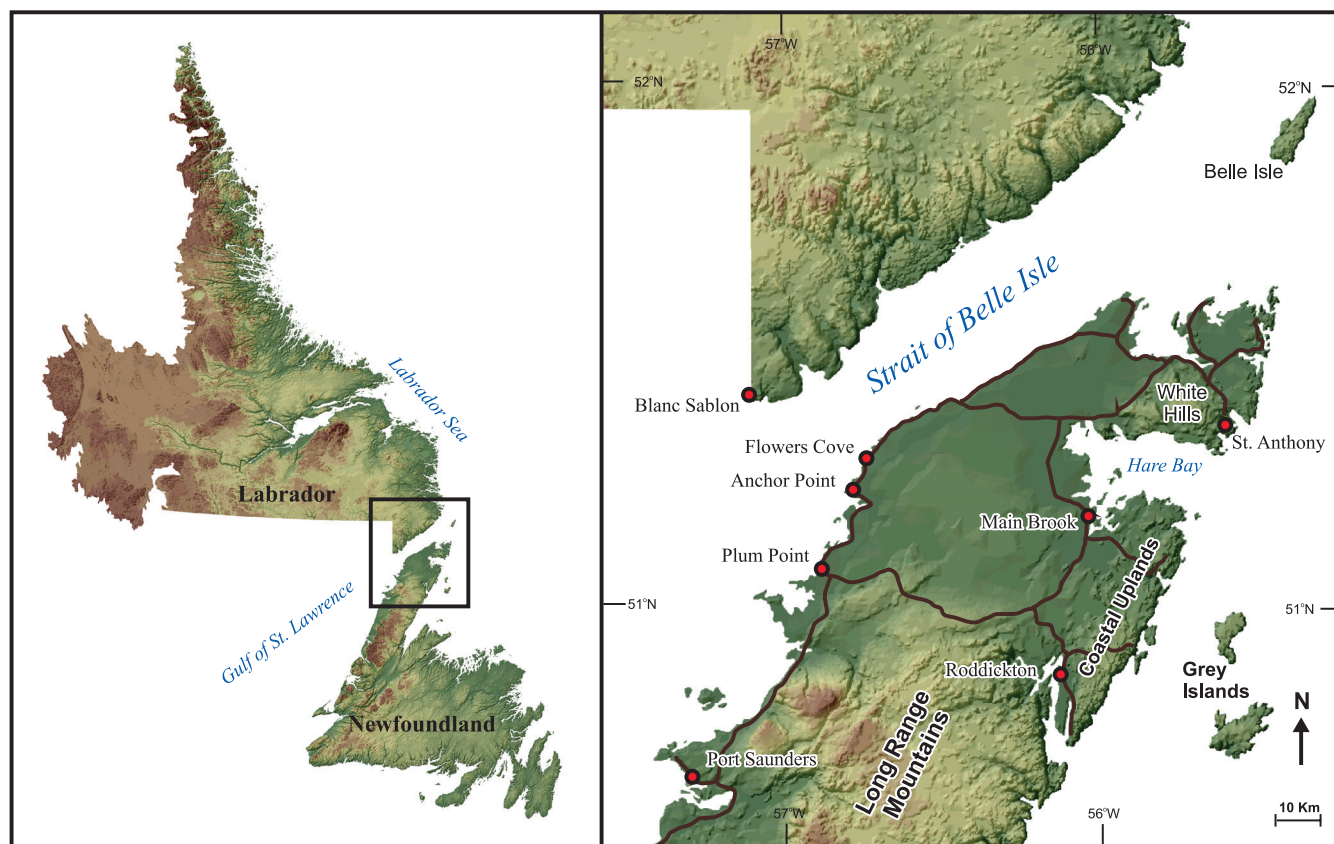 Labrador Sea
Labrador
Gulf of St. Lawrence
Newfoundland
57°W
56°W
52°N
52°N
Belle Isle
Strait of Belle Isle
Blanc Sablon
White
Hills
St. Anthony
Flowers Cove
Hare Bay
Anchor Point
Main Brook
Plum Point
51°N
51°N
Coastal Uplands
Roddickton
Grey
Islands
N
Long Range
Mountains
Port Saunders
57°W
56°W
10 Km